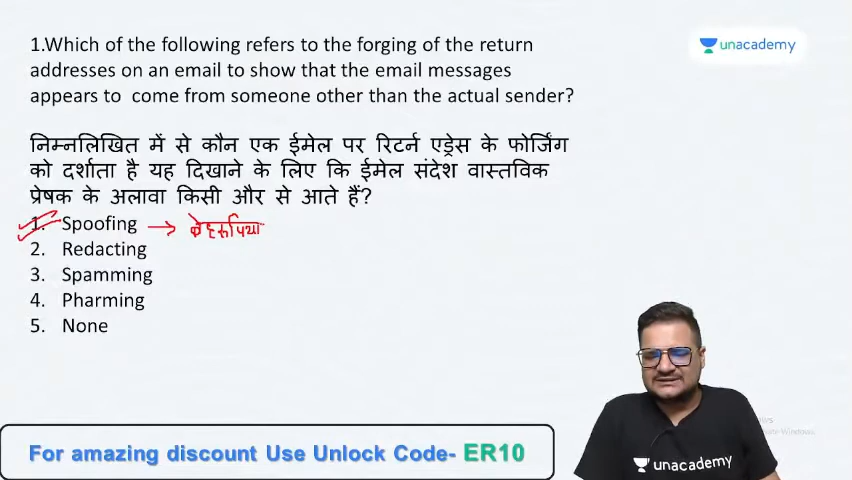 1.Which of the following refers to the forging of the return
addresses on an email to show that the email messages
appears to come from someone other than the actual sender?
unacademy
निम्नलिखित में से कौन एक ईमेल पर रिटर्न एड्रेस के फोर्जिंग
को दर्शाता है यह दिखाने के लिए कि ईमेल संदेश वास्तविक
प्रेषक के अलावा किसी और से आते हैं?
1. Spoofing →
2. Redacting
3. Spamming
4. Pharming
5. None
For amazing discount Use Unlock Code- ER10
unacademy